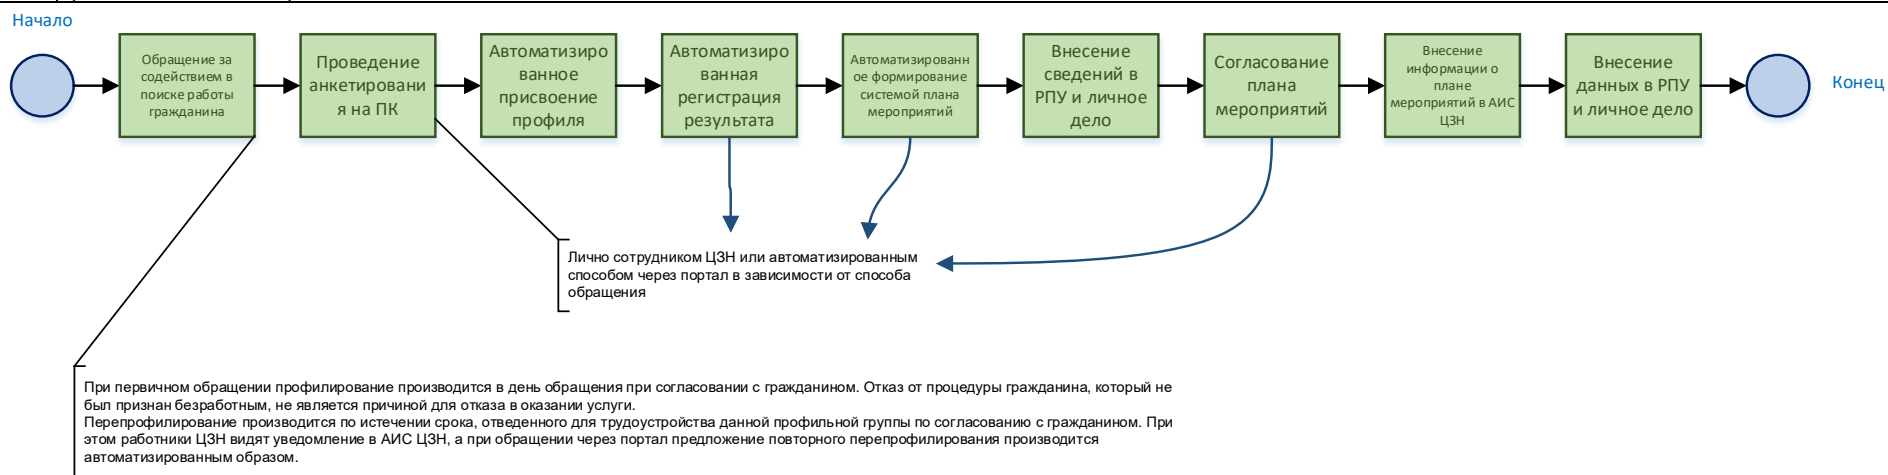 Начало
Обращение за
содействием в
поиске работы
гражданина
Проведение
анкетировани
я на ПК
Автоматизиро
ванное
присвоение
профиля
Автоматизиро
ванная
регистрация
результата
Автоматизированн
ое формирование
системой плана
мероприятий
Внесение
сведений в
РПУ и личное
дело
Согласование
плана
мероприятий
Внесение
информации о
плане
мероприятий в АИС
ЦЗН
Внесение
данных в РПУ
и личное дело
Конец
Лично сотрудником ЦЗН или автоматизированным
способом через портал в зависимости от способа
обращения
При первичном обращении профилирование производится в день обращения при согласовании с гражданином. Отказ от процедуры гражданина, который не
был признан безработным, не является причиной для отказа в оказании услуги.
Перепрофилирование производится по истечении срока, отведенного для трудоустройства данной профильной группы по согласованию с гражданином. При
этом работники ЦЗН видят уведомление в АИС ЦЗН, а при обращении через портал предложение повторного перепрофилирования производится
автоматизированным образом.